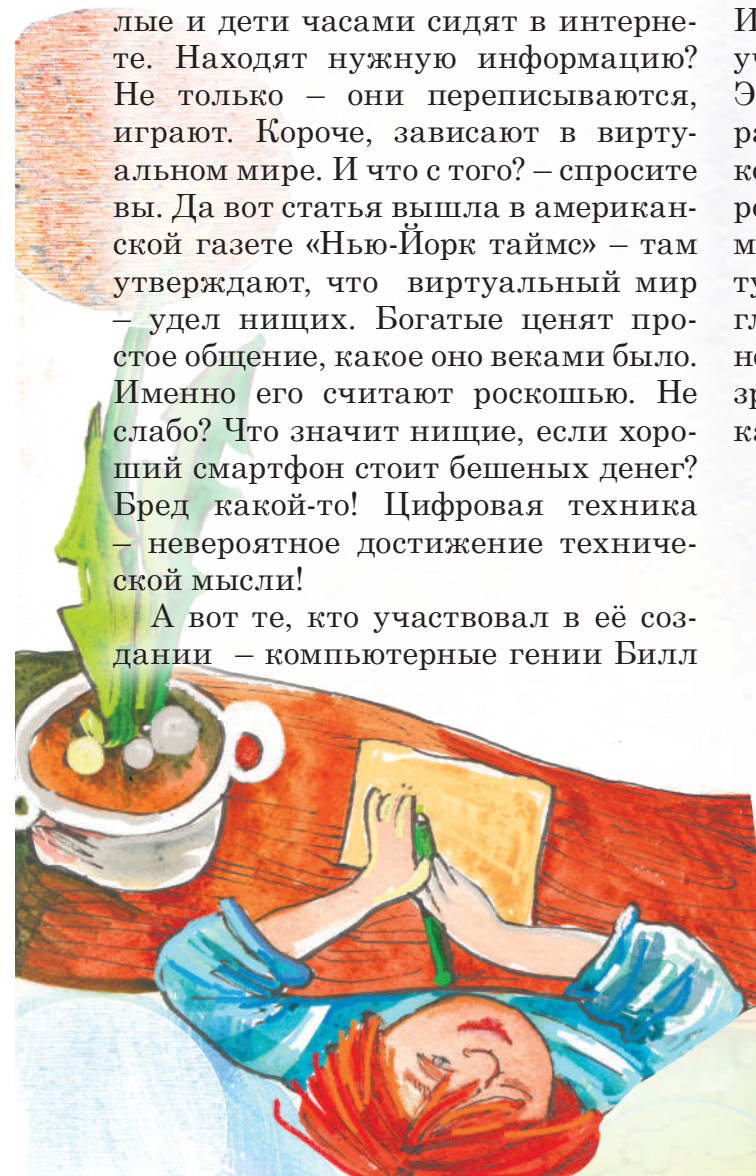 лые и дети часами сидят в интерне-
те. Находят нужную информацию?
Не только – они переписываются,
играют. Короче, зависают в вирту-
альном мире. И что с того? – спросите
вы. Да вот статья вышла в американ-
ской газете «Нью-Йорк таймс» – там
утверждают, что виртуальный мир
– удел нищих. Богатые ценят про-
стое общение, какое оно веками было.
Именно его считают роскошью. Не
слабо? Что значит нищие, если хоро-
ший смартфон стоит бешеных денег?
Бред какой-то! Цифровая техника
– невероятное достижение техниче-
ской мысли!
А вот те, кто участвовал в её соз-
дании – компьютерные гении Билл